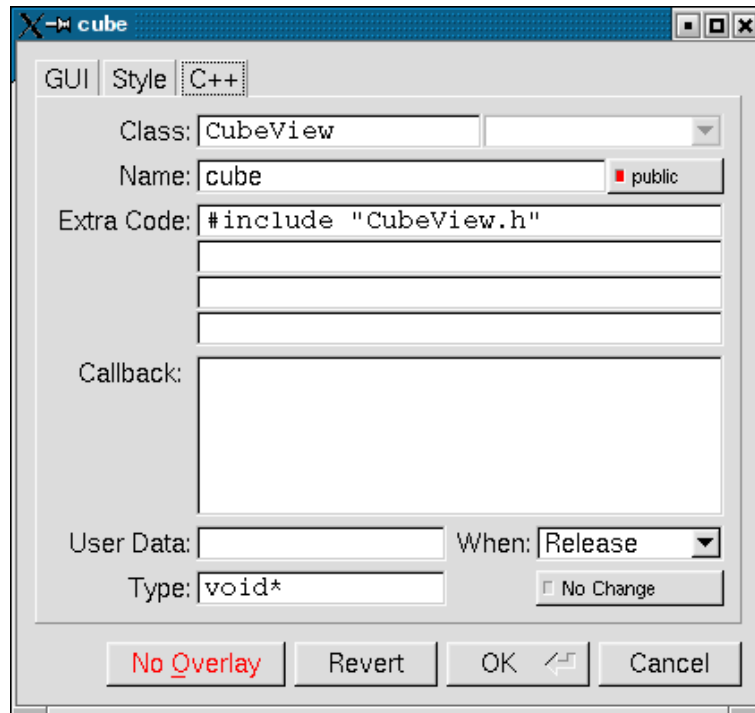 cube
GUI Style C++
Class: CubeView
Name: cube public
Extra Code: #include "CubeView.h"
Callback:
User Data: When: Release
Type: void* No Change
No Overlay Revert OK Cancel